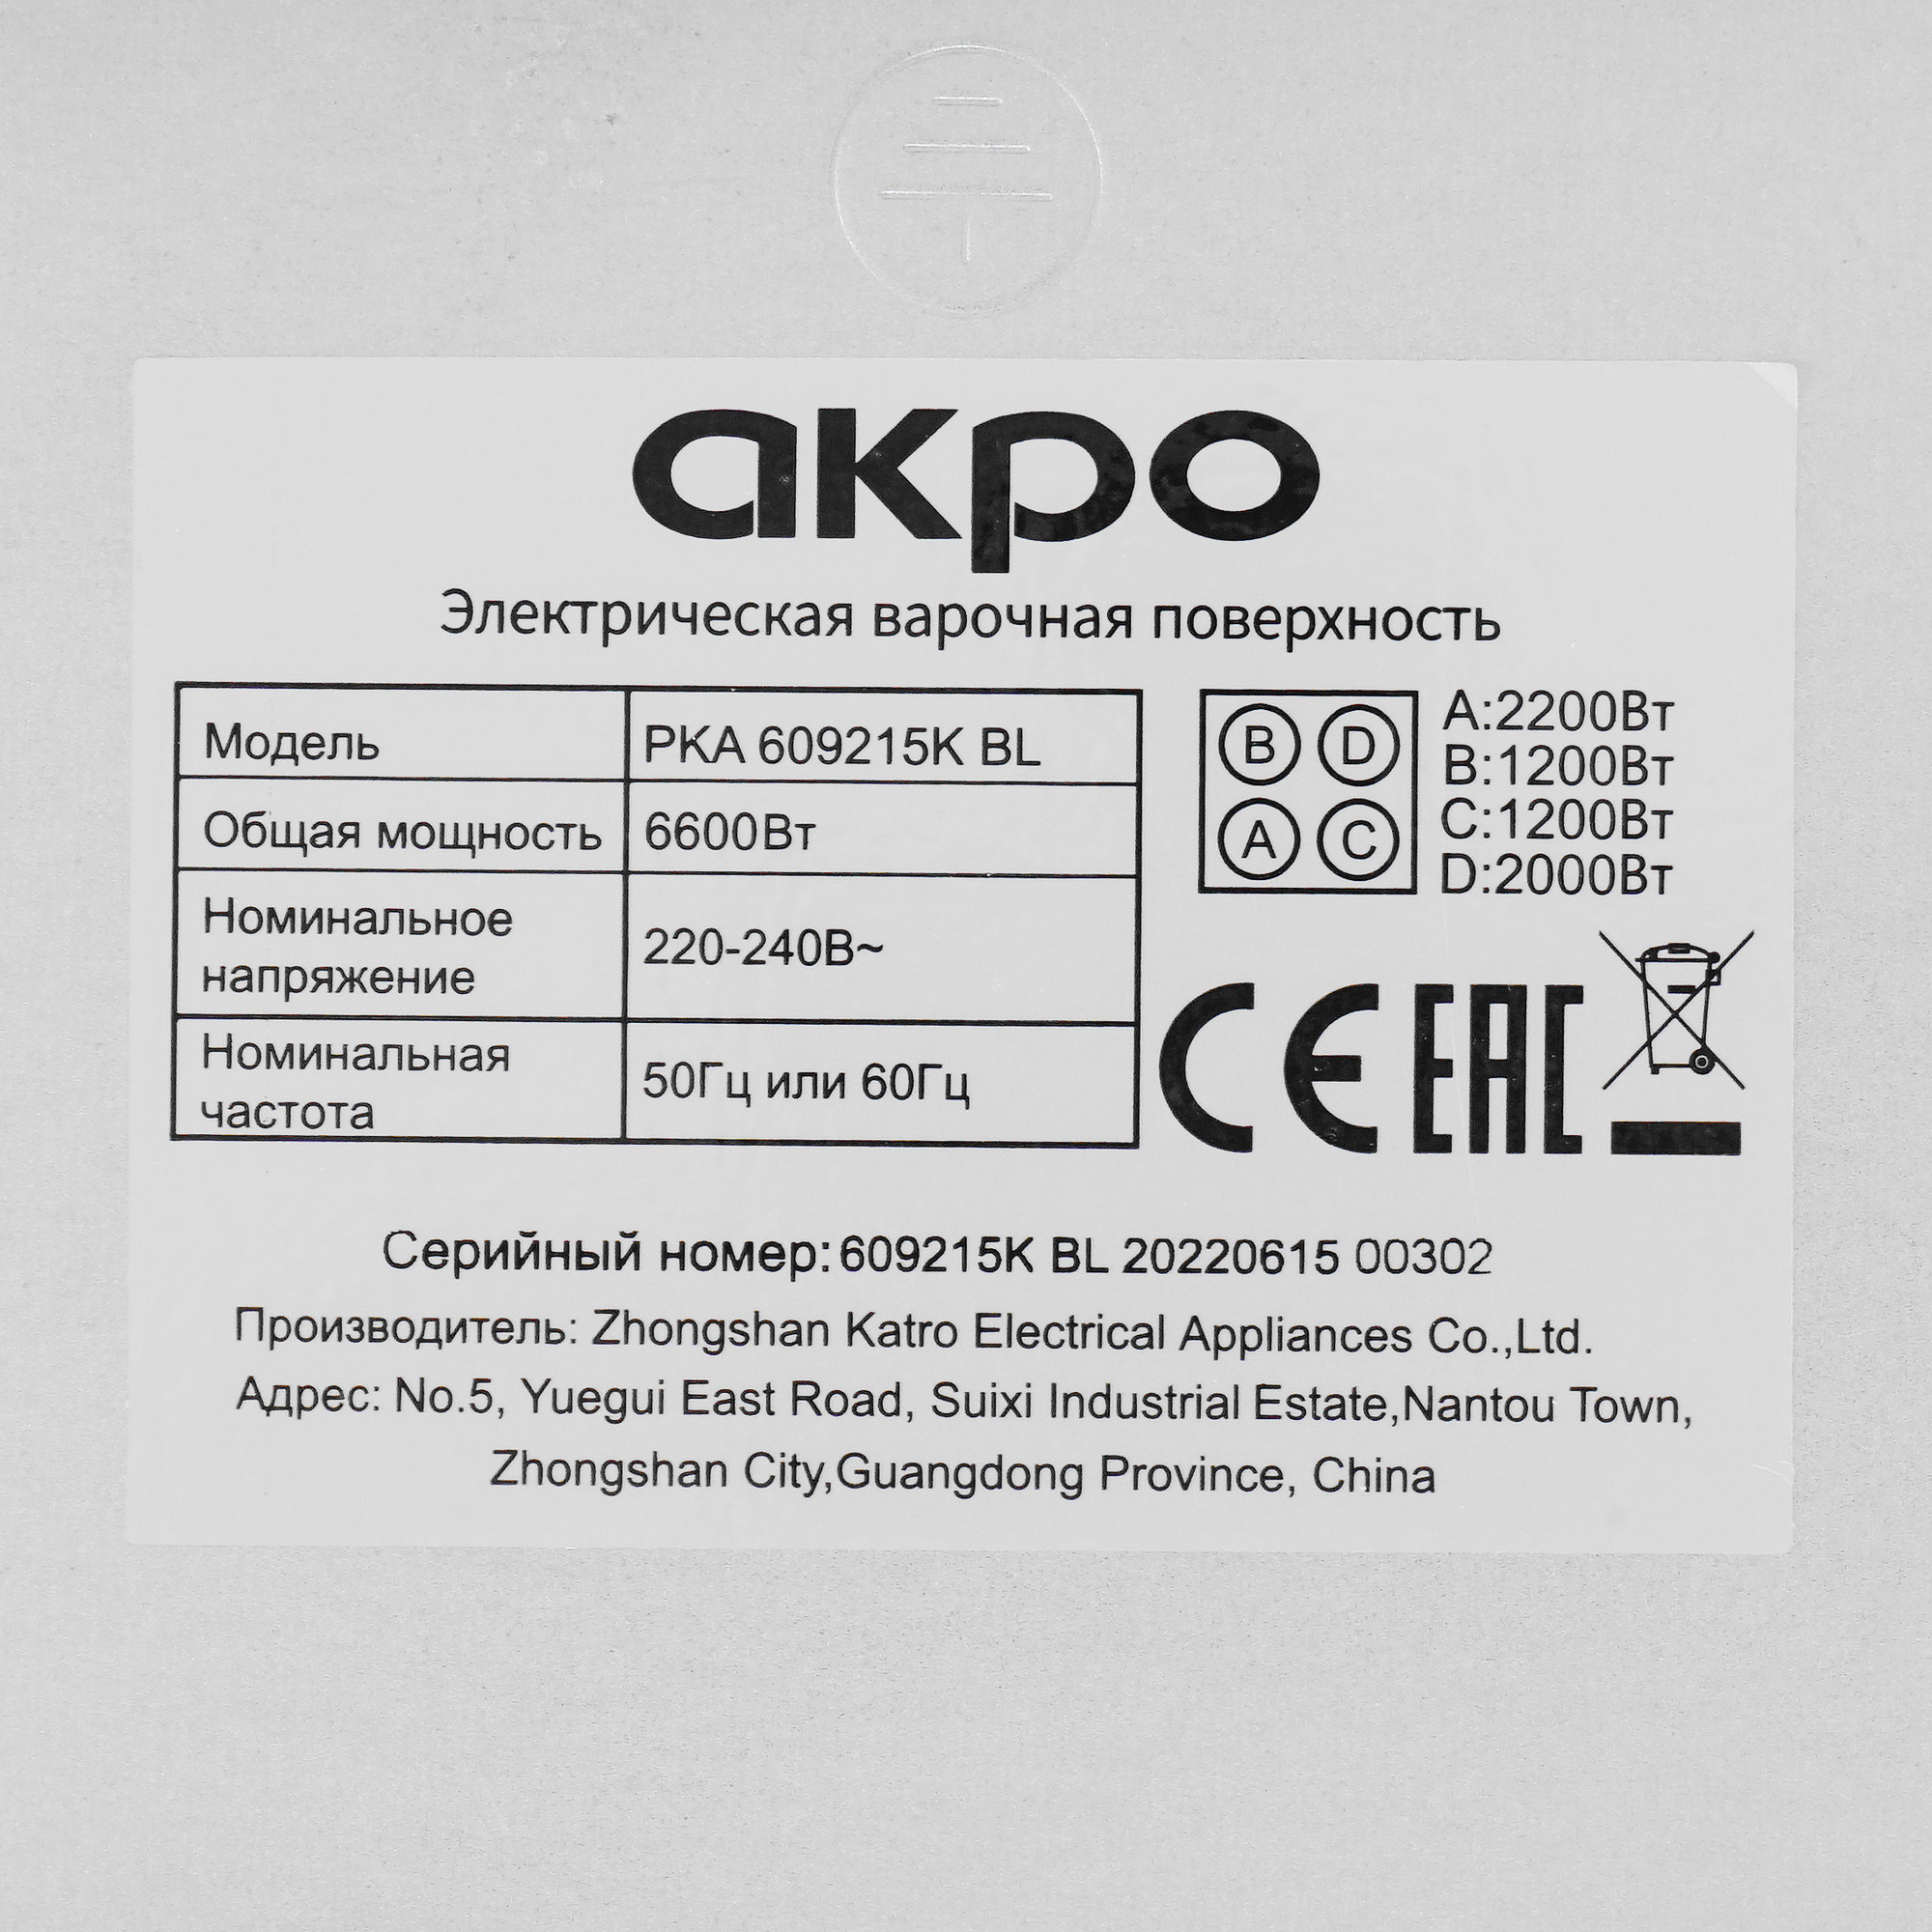 акро
Электрическая варочная поверхность
Модель PKA 609215K BL
Общая мощность 6600Вт
Номинальное напряжение 220-240В~
Номинальная частота 50Гц или 60Гц
B D
A C
A:2200Вт
B:1200Вт
C:1200Вт
D:2000Вт
CE EAC
Серийный номер: 609215K BL 20220615 00302
Производитель: Zhongshan Katro Electrical Appliances Co.,Ltd.
Адрес: No.5, Yuegui East Road, Suixi Industrial Estate,Nantou Town,
Zhongshan City,Guangdong Province, China